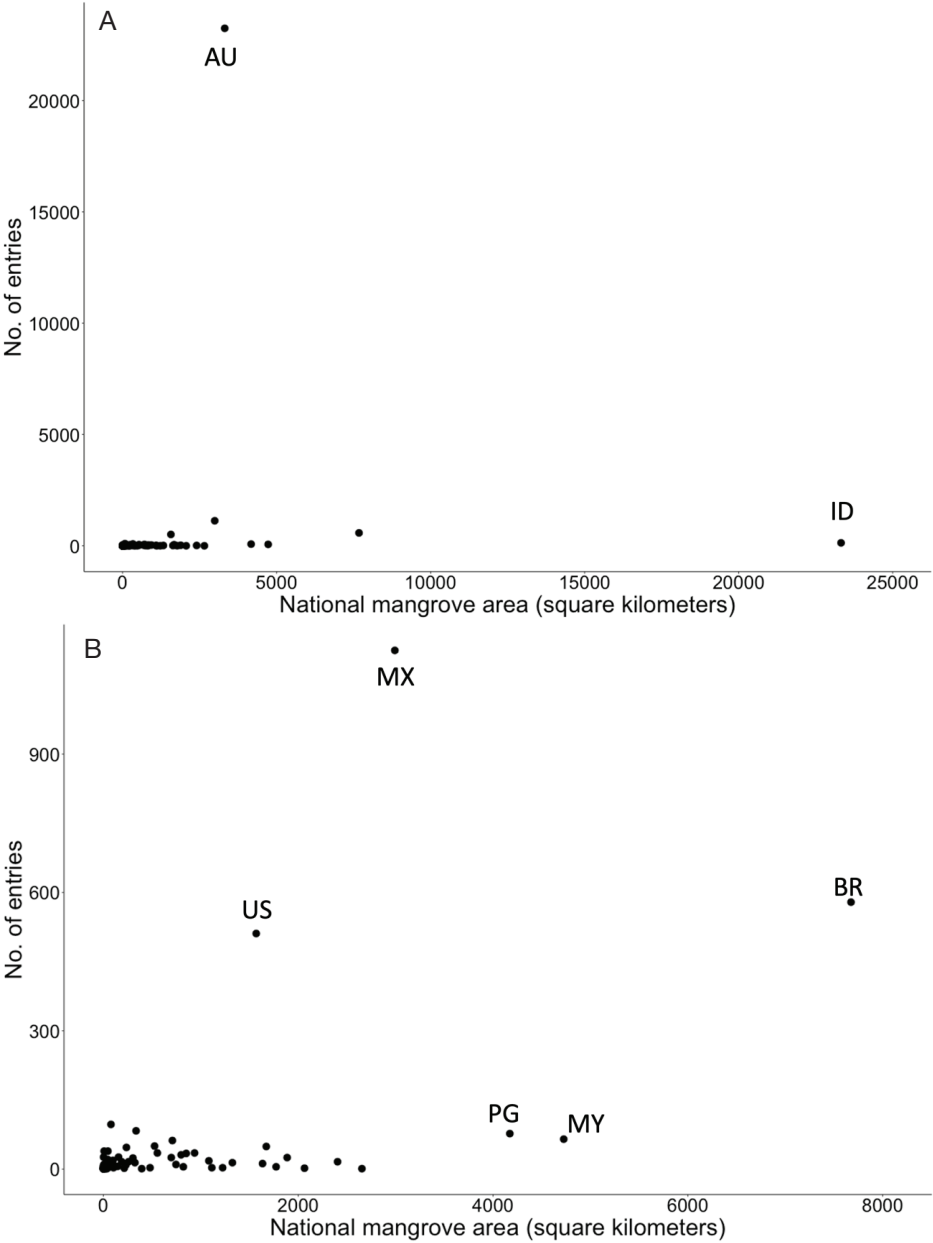 A
AU
20000
15000
10000
5000
0
ID
No. of entries
0 5000 10000 15000 20000 25000
National mangrove area (square kilometers)
B
MX
900
600
300
0
BR
US
PG
MY
No. of entries
0 2000 4000 6000 8000
National mangrove area (square kilometers)